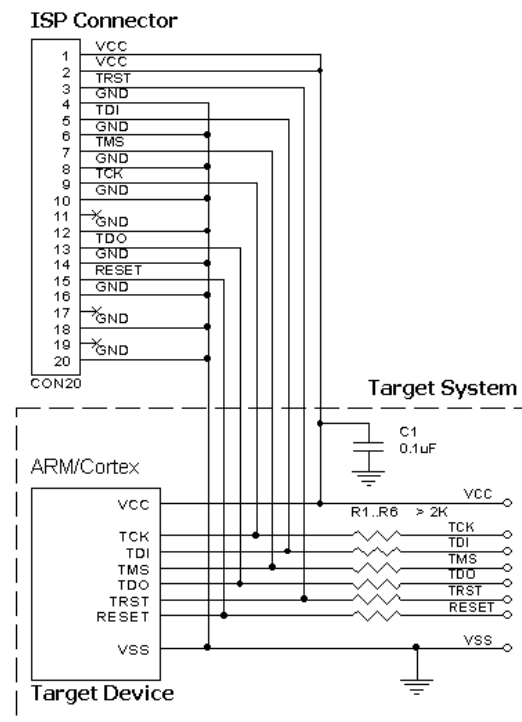 ISP Connector
1 VCC
2 VCC
3 TRST
4 GND
5 TDI
6 GND
7 TMS
8 GND
9 TCK
10 GND
11
12 GND
13 TDO
14 GND
15 RESET
16 GND
17
18 GND
19
20 GND
CON20
Target System
C1
0.1uF
ARM/Cortex
VCC VCC
R1..R6 > 2K
TCK TCK
TDI TDI
TMS TMS
TDO TDO
TRST TRST
RESET RESET
VSS VSS
Target Device